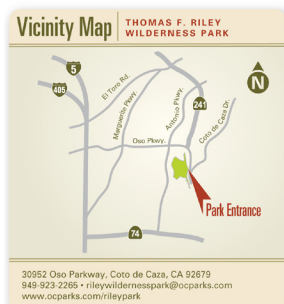 Vicinity Map
THOMAS F. RILEY
WILDERNESS PARK
5
405
El Toro Rd.
Marguerite Pkwy.
Antonio Pkwy.
241
N
Coto de Caza Dr.
Oso Pkwy.
Park Entrance
74
30952 Oso Parkway, Coto de Caza, CA 92679
949-923-2265 • rileywildernesspark@ocparks.com
www.ocparks.com/rileypark